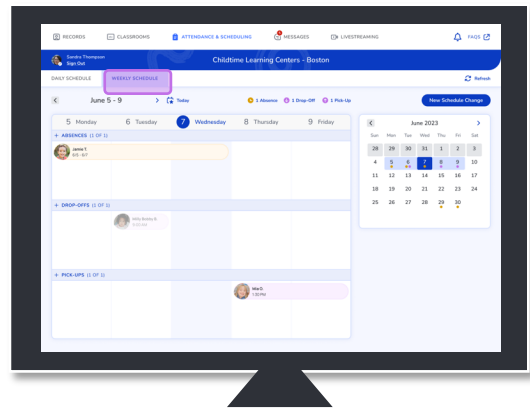 RECORDS CLASSROOMS ATTENDANCE & SCHEDULING MESSAGES LIVESTREAMING FAQS
Sandra Thompson
Sign Out
Childtime Learning Centers - Boston
DAILY SCHEDULE WEEKLY SCHEDULE Refresh
June 5 - 9 Today 1 Absence 1 Drop-Off 1 Pick-Up New Schedule Change
5 Monday 6 Tuesday 7 Wednesday 8 Thursday 9 Friday
+ ABSENCES (1 OF 1)
6/5 - 6/7
+ DROP-OFFS (1 OF 1)
+ PICK-UPS (1 OF 1)
Mia D.
1:30 PM
June 2023
Sun Mon Tue Wed Thu Fri Sat
28 29 30 31 1 2 3
4 5 6 7 8 9 10
11 12 13 14 15 16 17
18 19 20 21 22 23 24
25 26 27 28 29 30